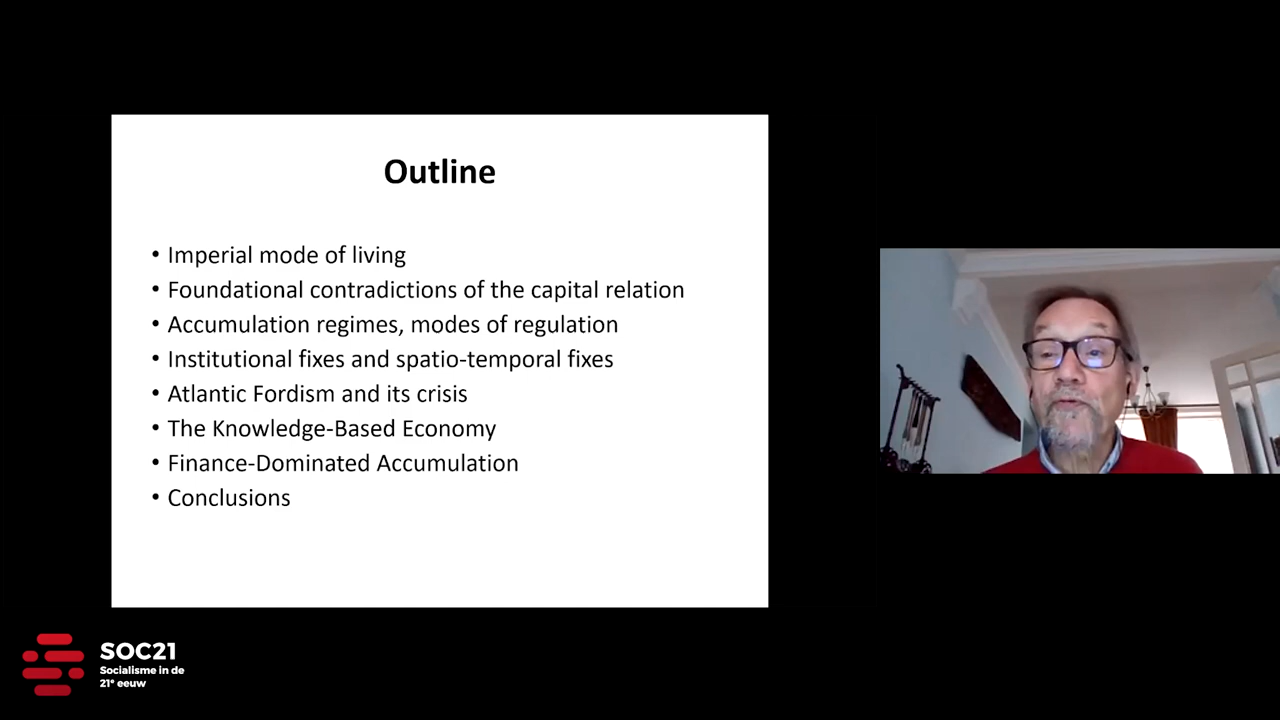 Outline
• Imperial mode of living
• Foundational contradictions of the capital relation
• Accumulation regimes, modes of regulation
• Institutional fixes and spatio-temporal fixes
• Atlantic Fordism and its crisis
• The Knowledge-Based Economy
• Finance-Dominated Accumulation
• Conclusions
SOC21
Socialisme in de
21e eeuw